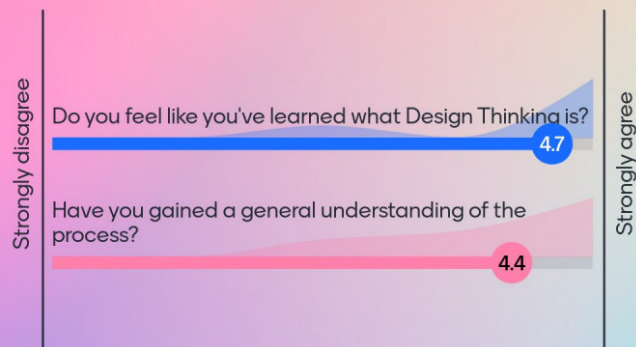 Strongly disagree
Do you feel like you've learned what Design Thinking is?
4.7
Have you gained a general understanding of the
process?
4.4
Strongly agree